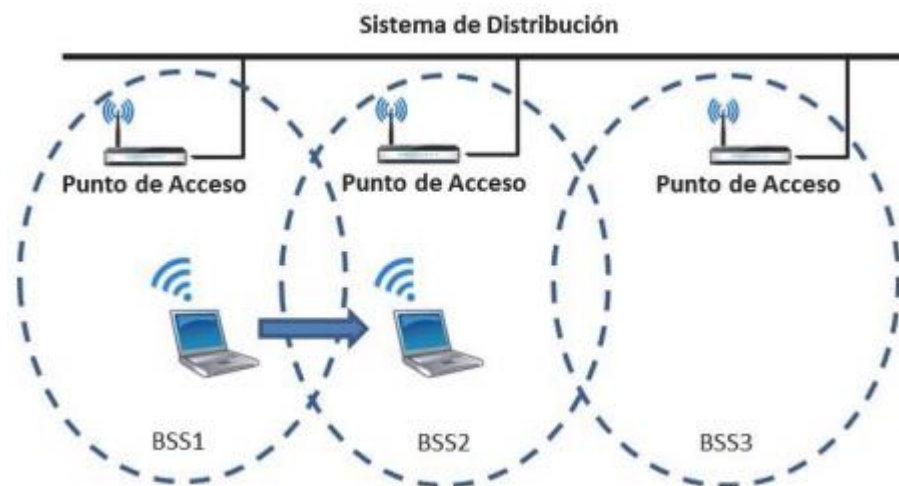 Sistema de Distribución
Punto de Acceso
Punto de Acceso
Punto de Acceso
BSS1
BSS2
BSS3